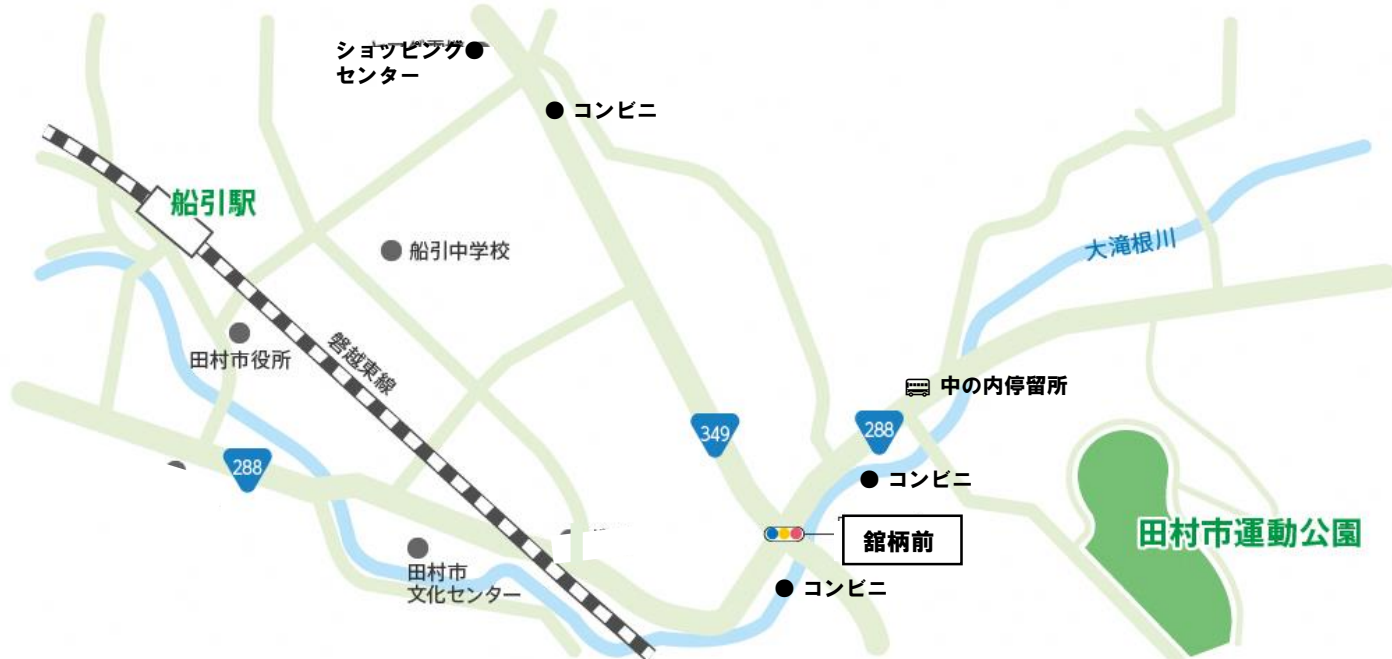 ショッピング
センター
コンビニ
船引駅
船引中学校
大滝根川
田村市役所
磐越東線
中の内停留所
349
288
288
コンビニ
舘柄前
田村市運動公園
田村市
文化センター
コンビニ